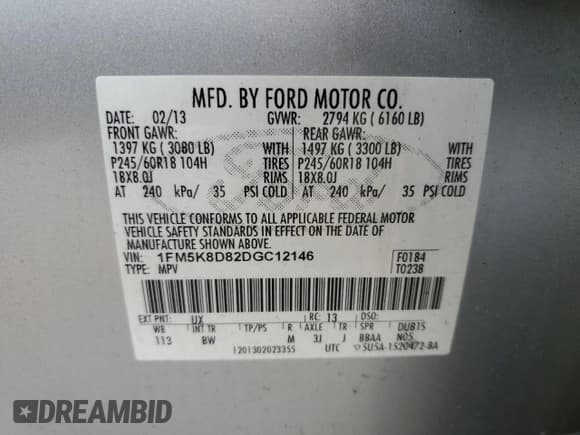 MFD. BY FORD MOTOR CO.
DATE: 02/13 GVWR: 2794 KG ( 6160 LB)
FRONT GAWR: REAR GAWR:
1397 KG ( 3080 LB) WITH 1497 KG ( 3300 LB) WITH
P245/60R18 104H TIRES P245/60R18 104H TIRES
18X8.0J RIMS 18X8.0J RIMS
AT 240 kPa/ 35 PSI COLD AT 240 kPa/ 35 PSI COLD
THIS VEHICLE CONFORMS TO ALL APPLICABLE FEDERAL MOTOR
VEHICLE SAFETY STANDARDS IN EFFECT ON THE DATE OF
MANUFACTURE SHOWN ABOVE.
VIN: 1FM5K8D82DGC12146 F0184
TYPE: MPV T0238
EXT PNT: UX RC: 13 DSO:
WB INT TR TP/PS R AXLE TR SPR DUBIS
113 BW M 3J J BBAA NO5
1201302023355 UTC 5U5A-1520472-BA
DREAMBID